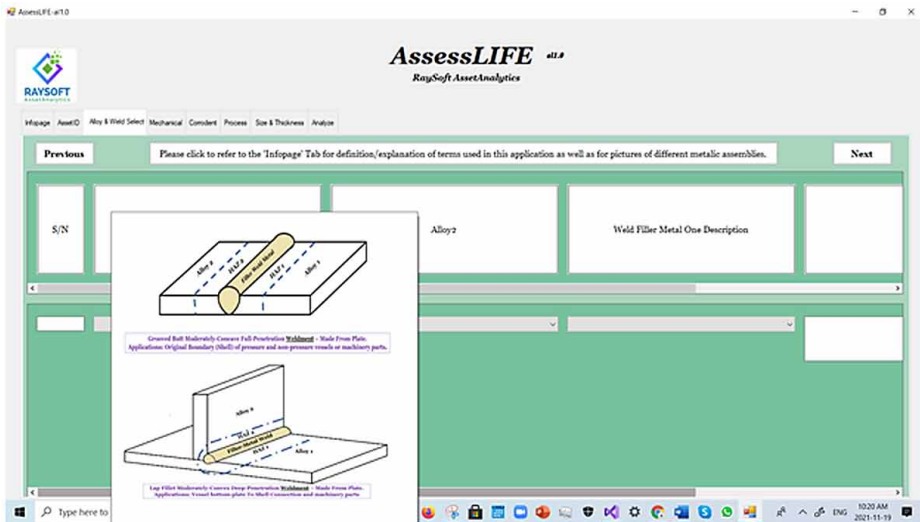 AssessLIFE-al1.0
AssessLIFE al1.0
RaySoft AssetAnalytics
RAYSOFT
AssetAnalytics
Infopage AssetID Alloy & Weld Select Mechanical Corrodent Process Size & Thickness Analyze
Previous
Please click to refer to the 'Infopage' Tab for definition/explanation of terms used in this application as well as for pictures of different metalic assemblies.
Next
S/N
Alloy2
Weld Filler Metal One Description
Alloy 2
HAZ 2
Filler Weld Metal
HAZ 1
Alloy 1
Grooved Butt Moderately-Concave Full-Penetration Weldment - Made From Plate.
Applications: Original Boundary (Shell) of pressure and non-pressure vessels or machinery parts.
Alloy 2
HAZ 2
Filler-Metal Weld
HAZ 1
Alloy 1
Lap Fillet Moderately Convex Deep-Penetration Weldment - Made From Plate.
Applications: Vessel bottom-plate To Shell-Connection and machinery parts
Type here to
ENG
10:20 AM
2021-11-19